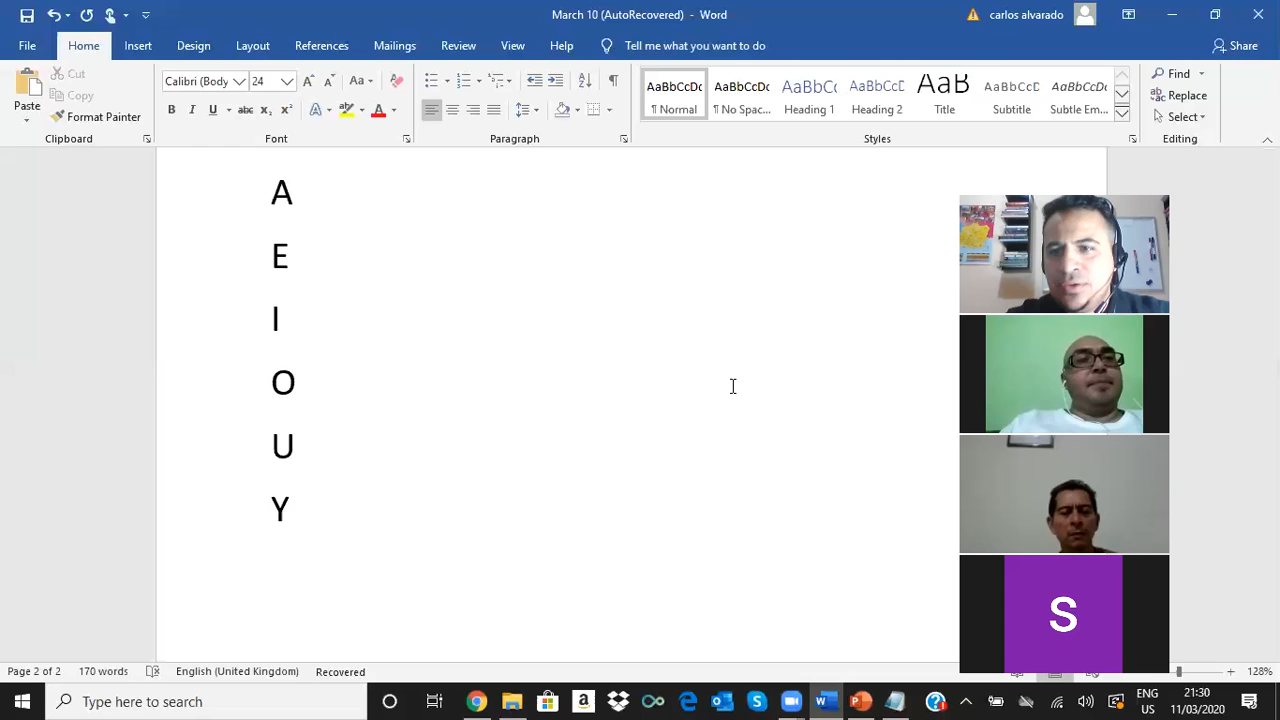 March 10 (AutoRecovered) - Word
carlos alvarado
File Home Insert Design Layout References Mailings Review View Help Tell me what you want to do Share
Paste
Cut
Copy
Format Painter
Clipboard
Calibri (Body 24
Font
Paragraph
AaBbCcDc AaBbCcDc AaBbCc AaBbCcD AaB AaBbCcD AaBbCcDc
¶ Normal ¶ No Spac... Heading 1 Heading 2 Title Subtitle Subtle Em...
Styles
Find
Replace
Select
Editing
A
E
I
O
U
Y
S
Page 2 of 2 170 words English (United Kingdom) Recovered 128%
Type here to search
ENG
US
21:30
11/03/2020